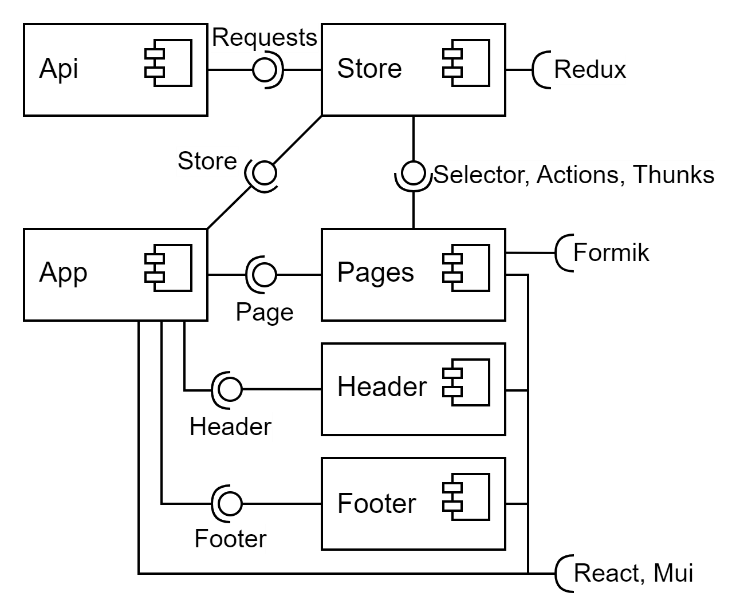 Requests
Api
Store
Redux
Store
Selector, Actions, Thunks
App
Pages
Formik
Page
Header
Header
Footer
Footer
React, Mui